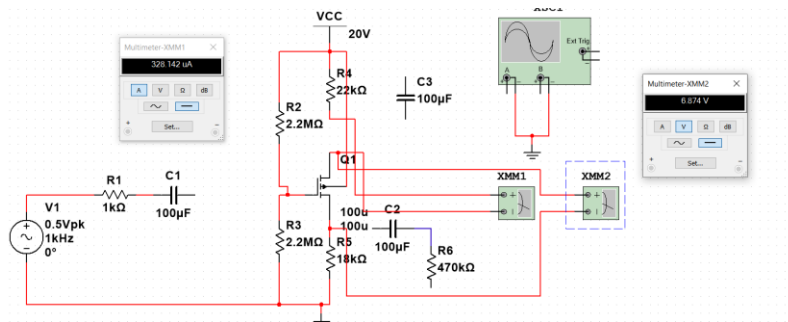 VCC
20V
XSC1
Multimeter-XMM1
328.142 uA
A V Ω dB
Set...
+ -
R4
22kΩ
C3
100µF
Ext Trig
A B
Multimeter-XMM2
6.874 V
A V Ω dB
Set...
+ -
R2
2.2MΩ
Q1
R1
1kΩ
C1
100µF
XMM1
XMM2
V1
0.5Vpk
1kHz
0°
R3
2.2MΩ
100u
100u
C2
100µF
R5
18kΩ
R6
470kΩ